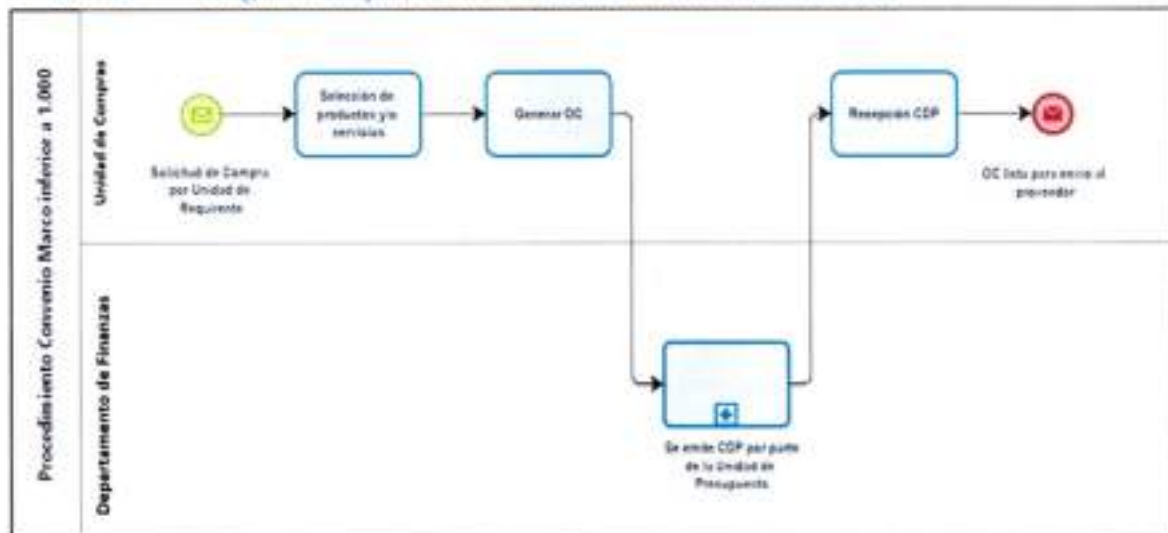 Procedimiento Convenio Marco inferior a 1.000
Unidad de Compras
Solicitud de Compra
por Unidad de
Requirente
Selección de
productos y/o
servicios
Generar OC
Recepción CDP
OC lista para envio al
proveedor
Departamento de Finanzas
Se emite CDP por parte
de la Unidad de
Presupuesto